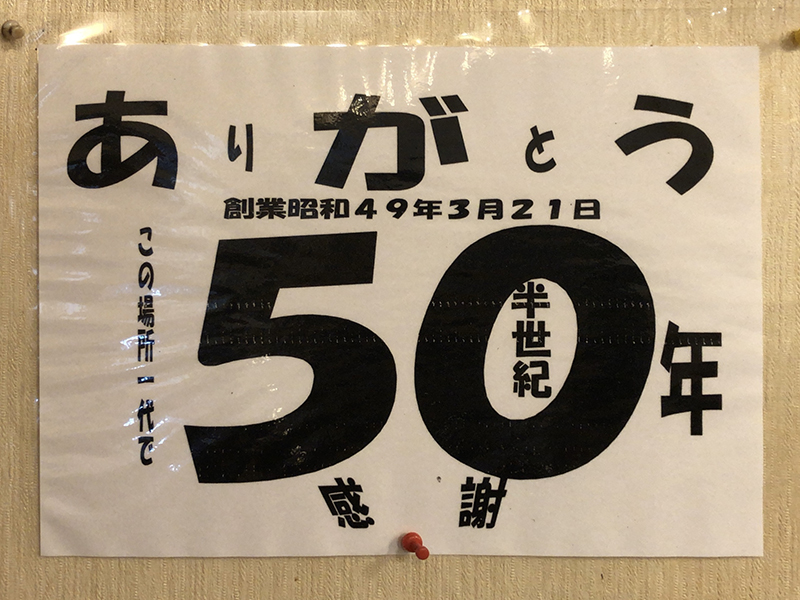 ありがとう
創業昭和49年3月21日
この場所一代で
50年
半世紀
感謝